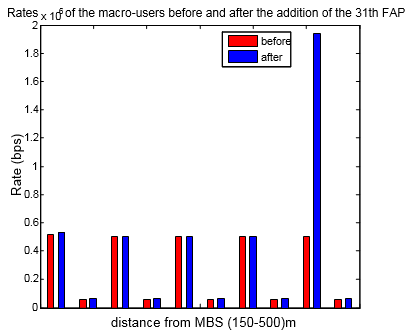 Rates of the macro-users before and after the addition of the 31th FAP
x 10
2
before
after
1.8
1.6
1.4
1.2
1
0.8
0.6
0.4
0.2
0
Rate (bps)
distance from MBS (150-500)m